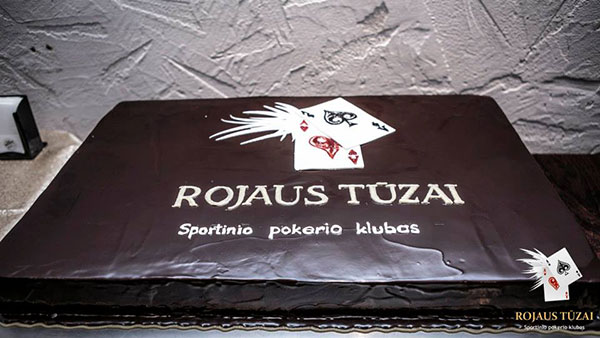 ROJAUS TŪZAI
Sportinio pokerio klubas
ROJAUS TŪZAI
Sportinio pokerio klubas